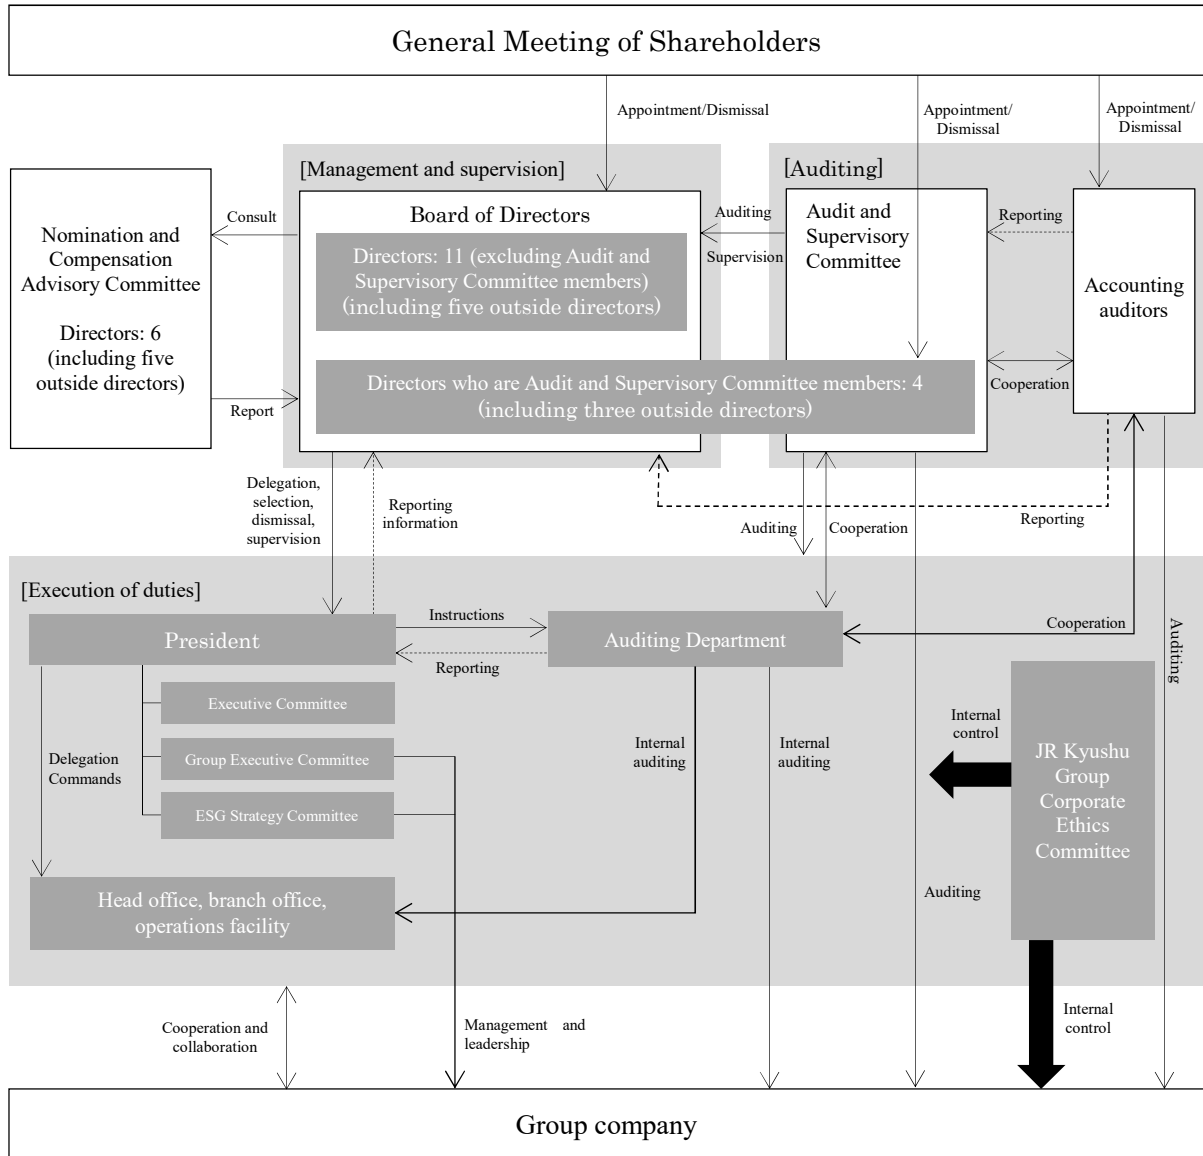 General Meeting of Shareholders
Appointment/Dismissal
Appointment/
Dismissal
Appointment/
Dismissal
[Management and supervision]
[Auditing]
Nomination and
Compensation
Advisory Committee
Directors: 6
(including five
outside directors)
Consult
Report
Board of Directors
Directors: 11 (excluding Audit and
Supervisory Committee members)
(including five outside directors)
Auditing
Supervision
Audit and
Supervisory
Committee
Reporting
Accounting
auditors
Cooperation
Directors who are Audit and Supervisory Committee members: 4
(including three outside directors)
Delegation,
selection,
dismissal,
supervision
Reporting
information
Auditing
Cooperation
Reporting
[Execution of duties]
President
Instructions
Reporting
Auditing Department
Cooperation
Auditing
Executive Committee
Group Executive Committee
ESG Strategy Committee
Delegation
Commands
Internal
auditing
Internal
auditing
Internal
control
JR Kyushu
Group
Corporate
Ethics
Committee
Head office, branch office,
operations facility
Auditing
Cooperation and
collaboration
Management and
leadership
Internal
control
Group company